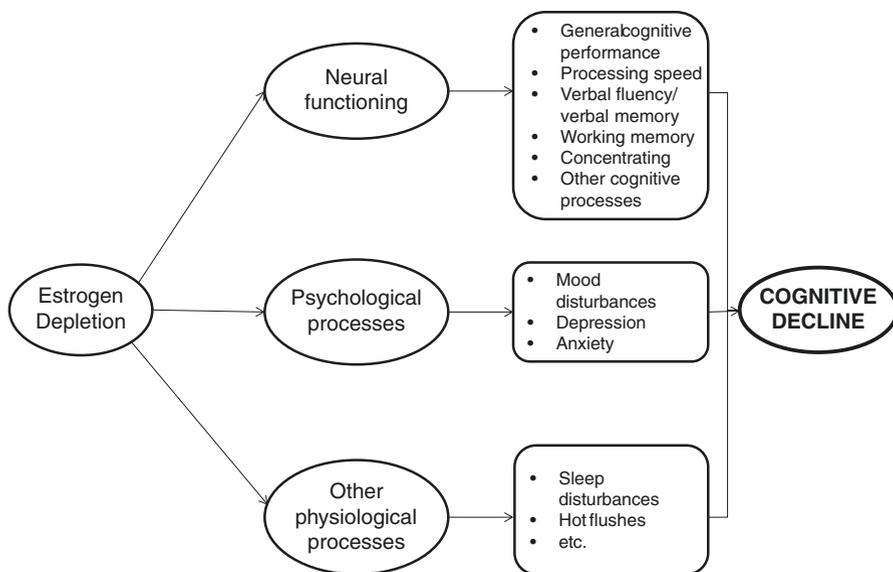 Estrogen
Depletion
Neural
functioning
• Generalcognitive
performance
• Processing speed
• Verbal fluency/
verbal memory
• Working memory
• Concentrating
• Other cognitive
processes
Psychological
processes
• Mood
disturbances
• Depression
• Anxiety
Other
physiological
processes
• Sleep
disturbances
• Hot flushes
• etc.
COGNITIVE
DECLINE